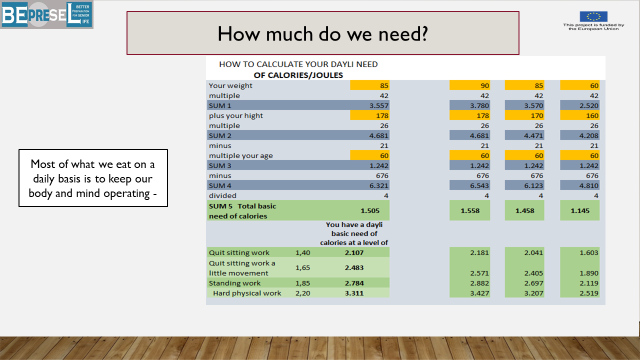 BEPRESEL
BETTER
PREVENTION
FOR SENIOR
LIFE
How much do we need?
This project is funded by
the European Union
HOW TO CALCULATE YOUR DAYLI NEED
OF CALORIES/JOULES
Your weight 85 90 85 60
multiple 42 42 42 42
SUM 1 3.557 3.780 3.570 2.520
plus your hight 178 178 170 160
multiple 26 26 26 26
SUM 2 4.681 4.681 4.471 4.208
minus 21 21 21 21
multiple your age 60 60 60 60
SUM 3 1.242 1.242 1.242 1.242
minus 676 676 676 676
SUM 4 6.321 6.543 6.123 4.810
divided 4 4 4 4
SUM 5 Total basic
need of calories 1.505 1.558 1.458 1.145
You have a dayli
basic need of
calories at a level of
Quit sitting work 1,40 2.107 2.181 2.041 1.603
Quit sitting work a
little movement 1,65 2.483 2.571 2.405 1.890
Standing work 1,85 2.784 2.882 2.697 2.119
Hard physical work 2,20 3.311 3.427 3.207 2.519
Most of what we eat on a
daily basis is to keep our
body and mind operating -